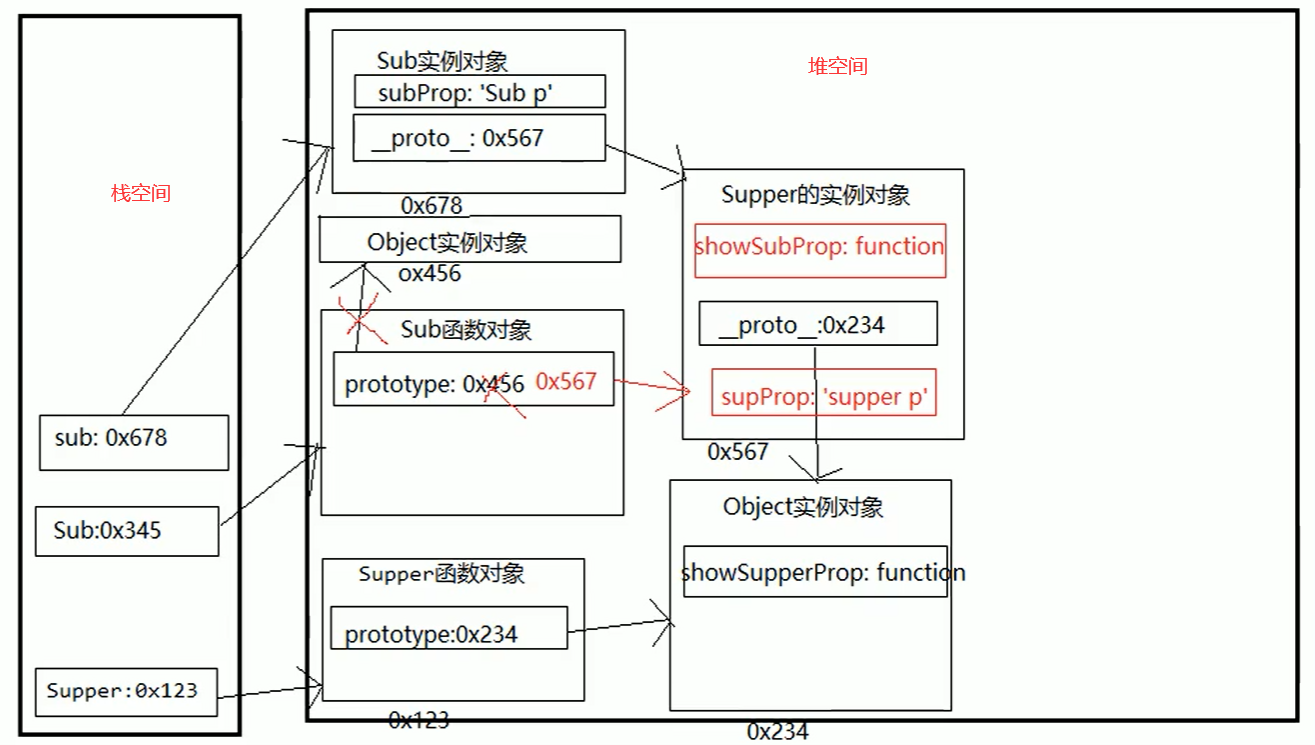 栈空间
sub: 0x678
Sub:0x345
Supper:0x123
堆空间
Sub实例对象
subProp: 'Sub p'
__proto__: 0x567
0x678
Object实例对象
ox456
Sub函数对象
prototype: 0x456 0x567
Supper函数对象
prototype:0x234
0x123
Supper的实例对象
showSubProp: function
__proto__:0x234
supProp: 'supper p'
0x567
Object实例对象
showSupperProp: function
0x234